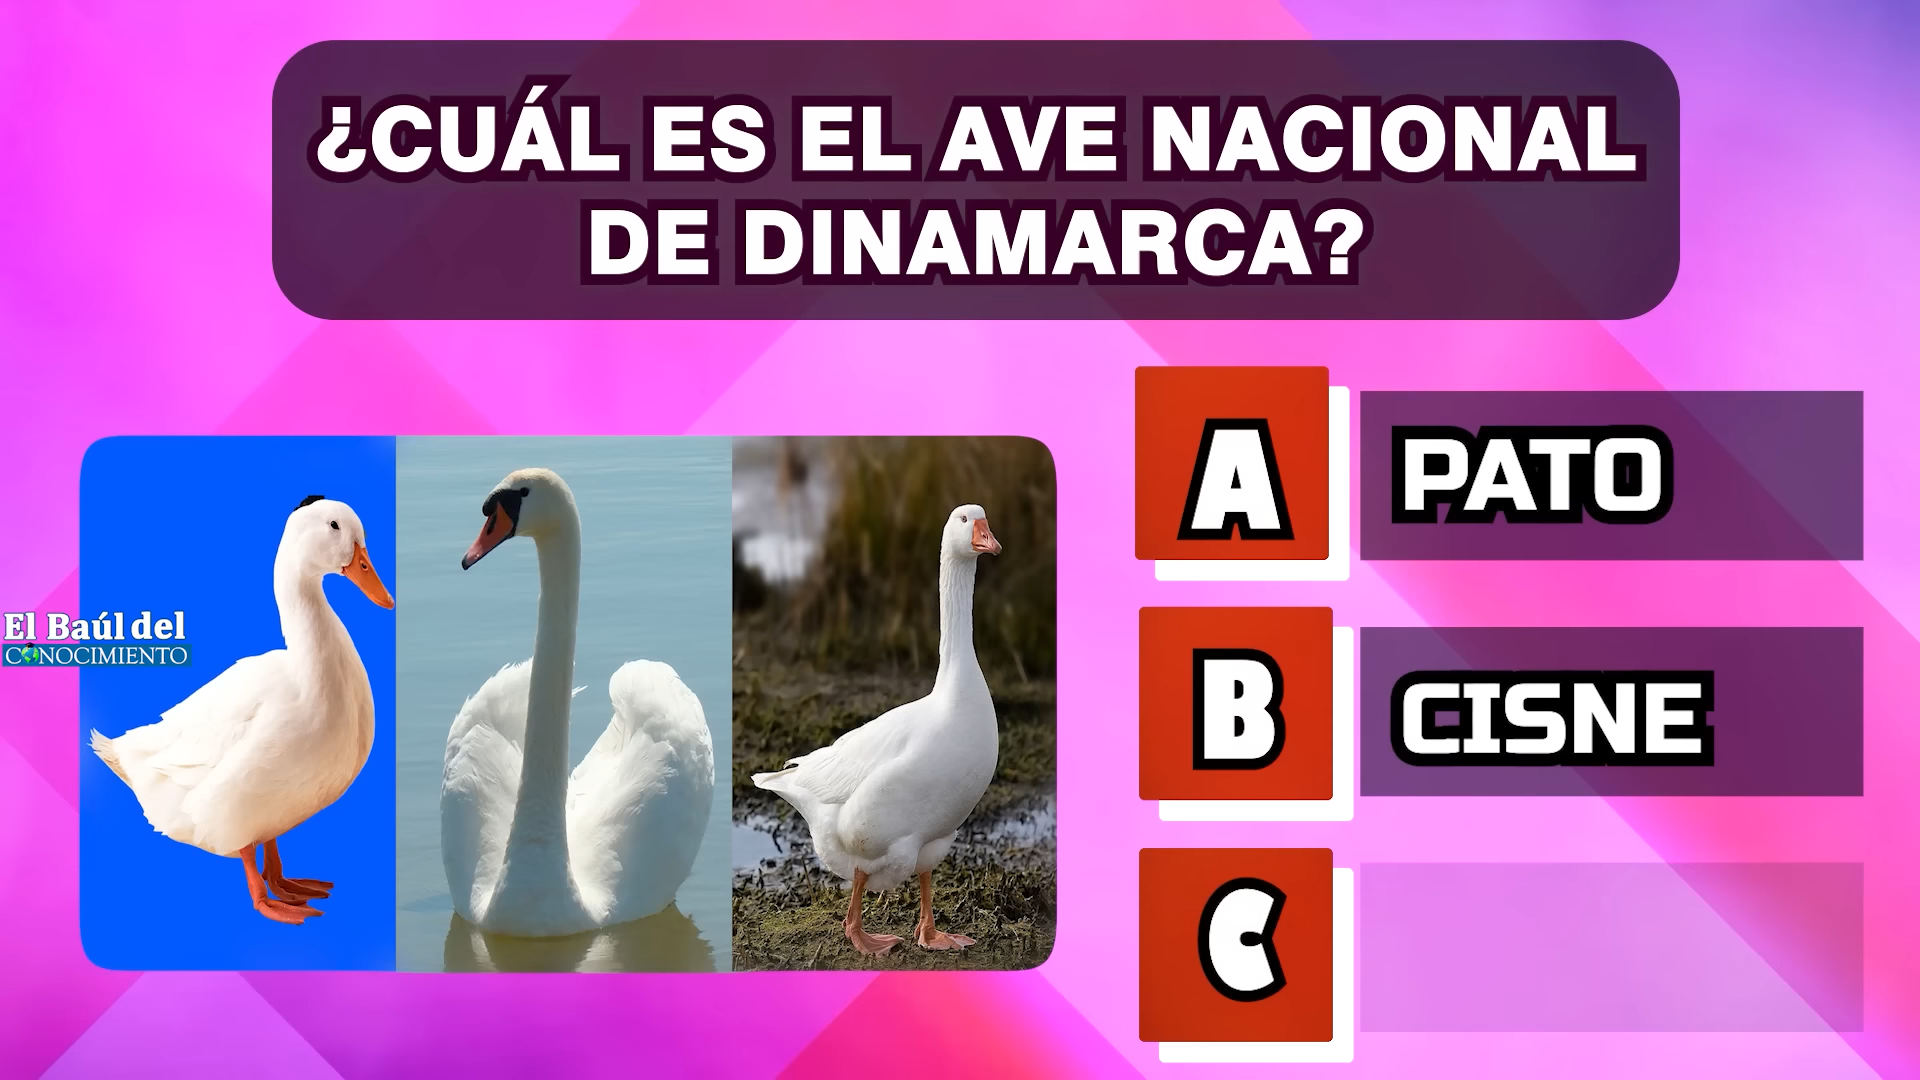 ¿CUÁL ES EL AVE NACIONAL
DE DINAMARCA?
A PATO
El Baúl del
CONOCIMIENTO
B CISNE
C